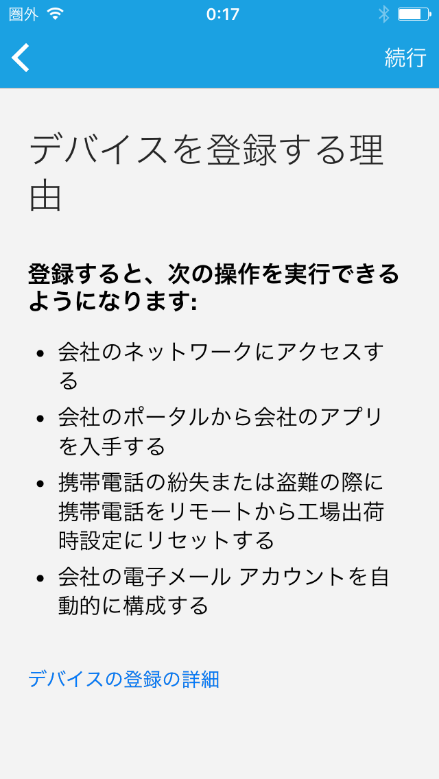 圏外 0:17
続行
デバイスを登録する理
由
登録すると、次の操作を実行できる
ようになります:
• 会社のネットワークにアクセスす
る
• 会社のポータルから会社のアプリ
を入手する
• 携帯電話の紛失または盗難の際に
携帯電話をリモートから工場出荷
時設定にリセットする
• 会社の電子メール アカウントを自
動的に構成する
デバイスの登録の詳細